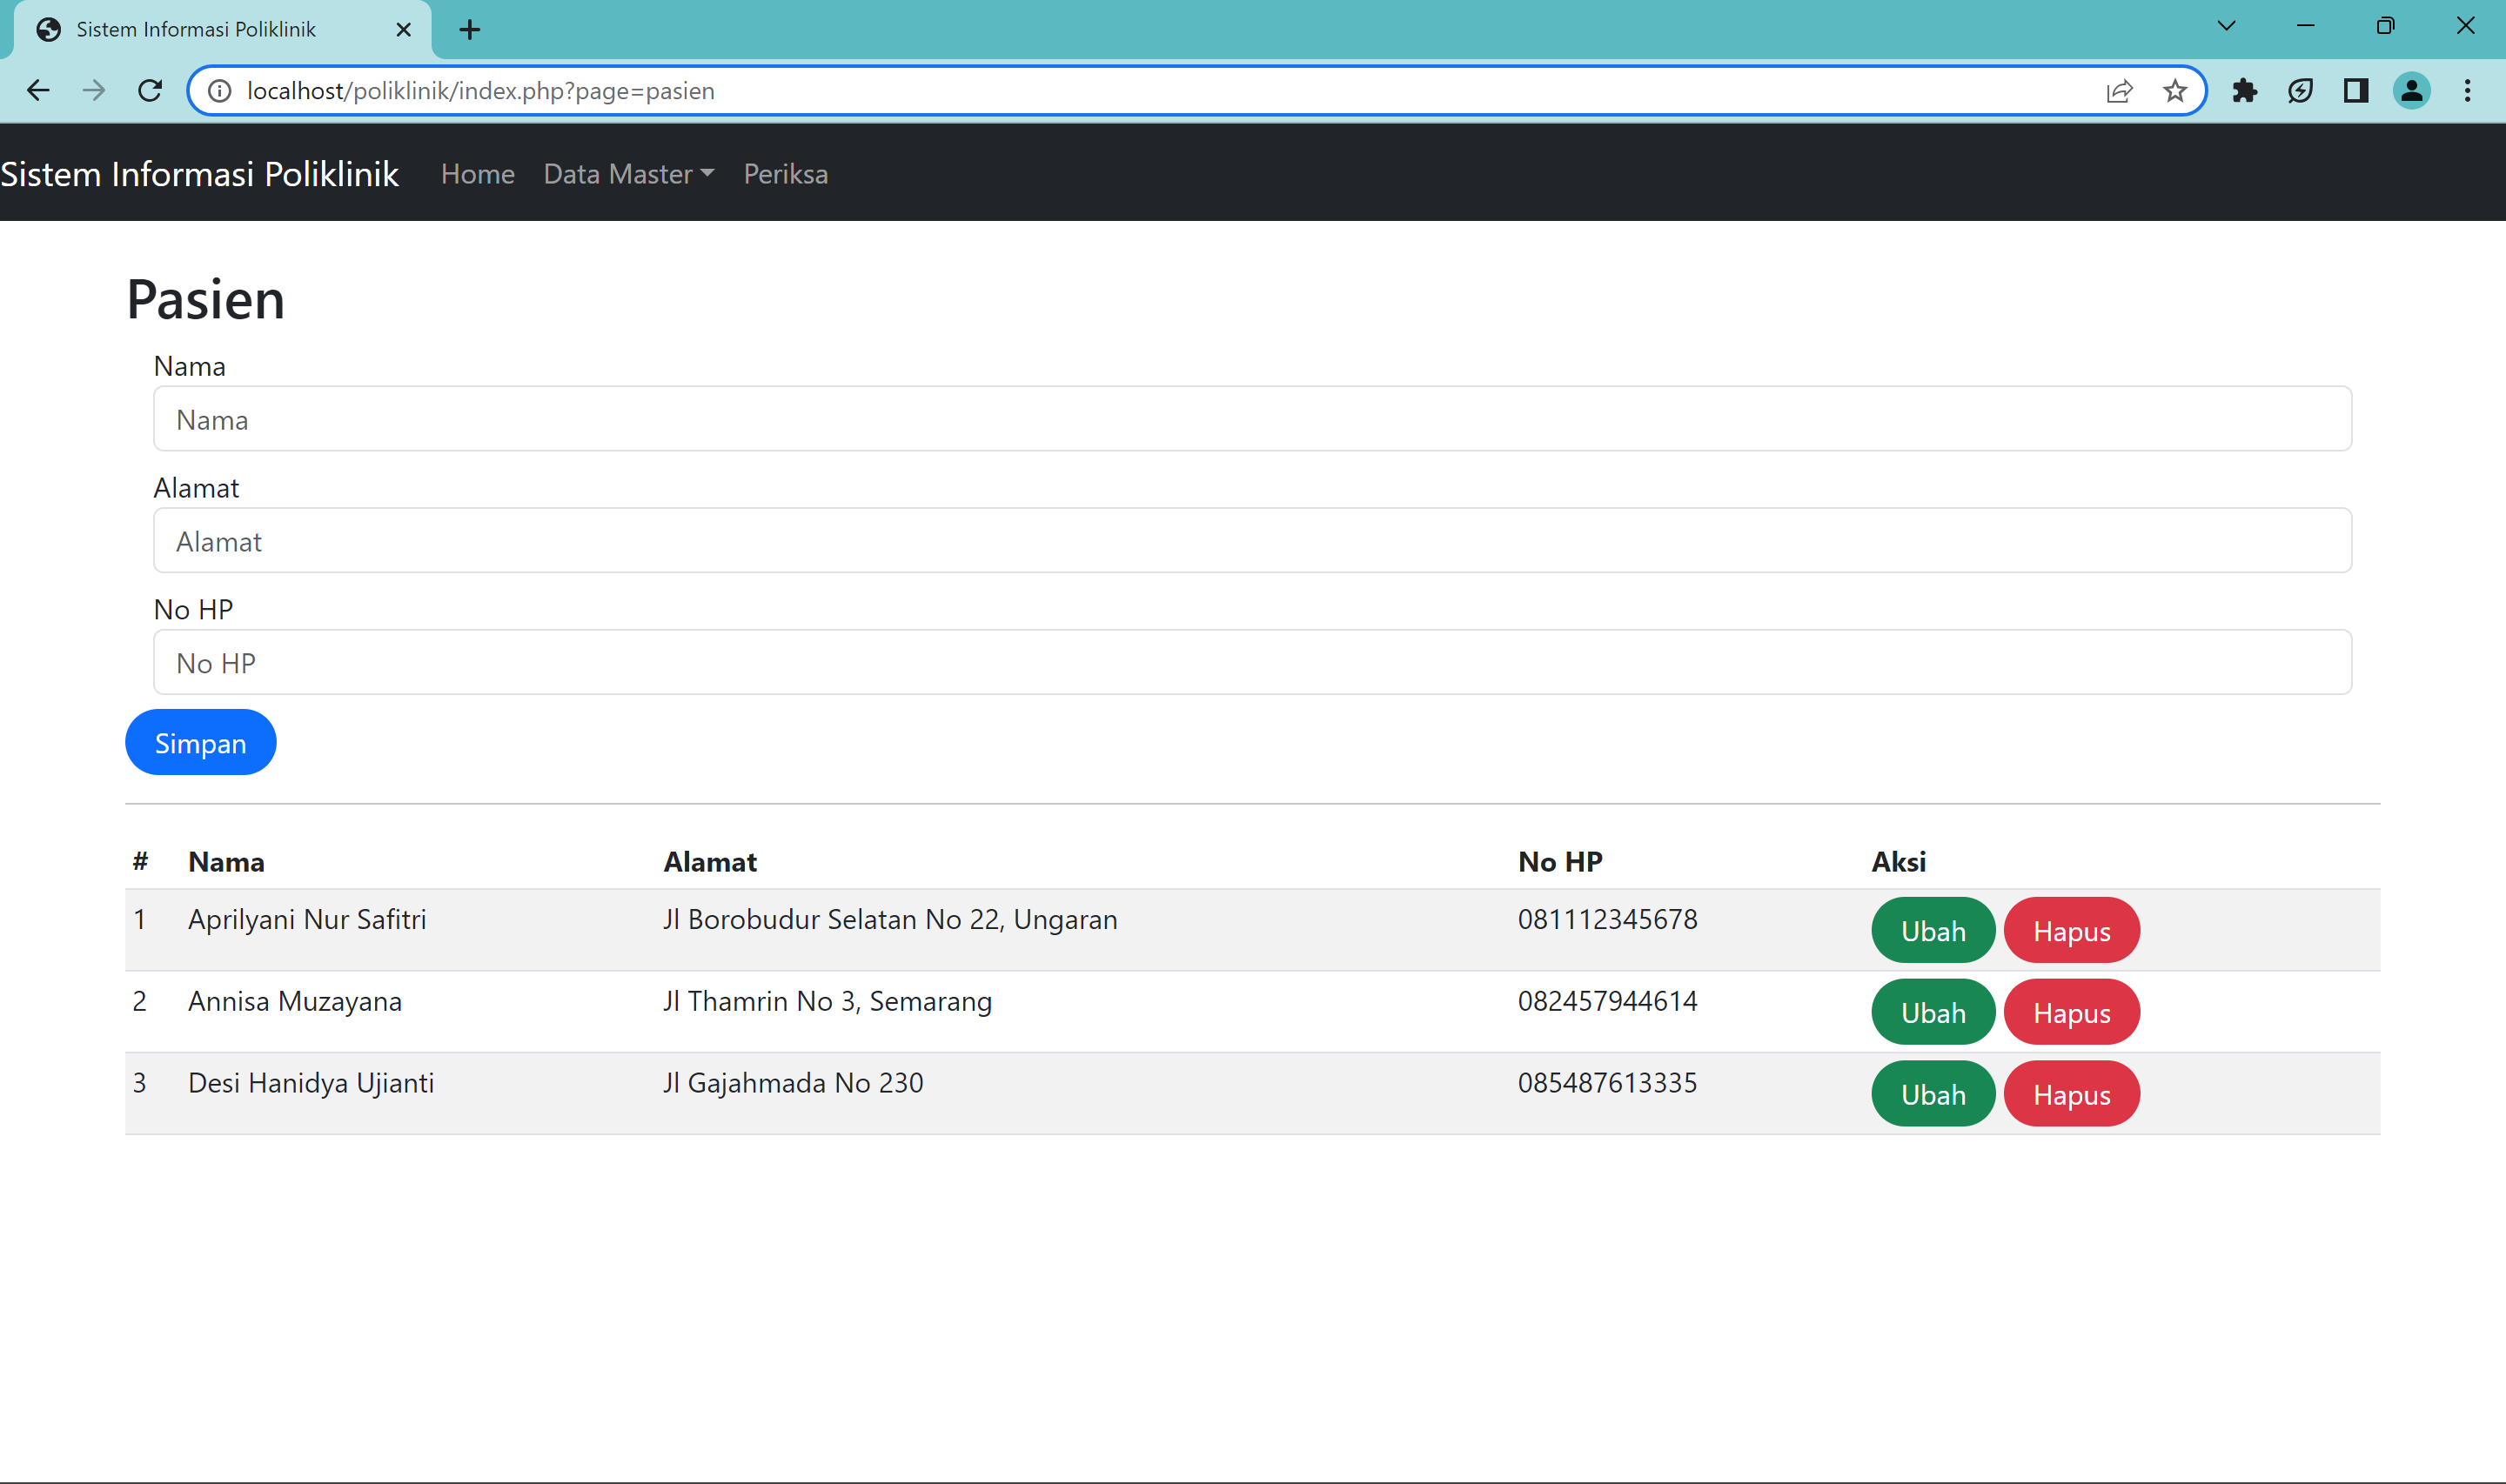 Sistem Informasi Poliklinik
localhost/poliklinik/index.php?page=pasien
Sistem Informasi Poliklinik Home Data Master Periksa
Pasien
Nama
Nama
Alamat
Alamat
No HP
No HP
Simpan
# Nama Alamat No HP Aksi
1 Aprilyani Nur Safitri Jl Borobudur Selatan No 22, Ungaran 081112345678 Ubah Hapus
2 Annisa Muzayana Jl Thamrin No 3, Semarang 082457944614 Ubah Hapus
3 Desi Hanidya Ujianti Jl Gajahmada No 230 085487613335 Ubah Hapus